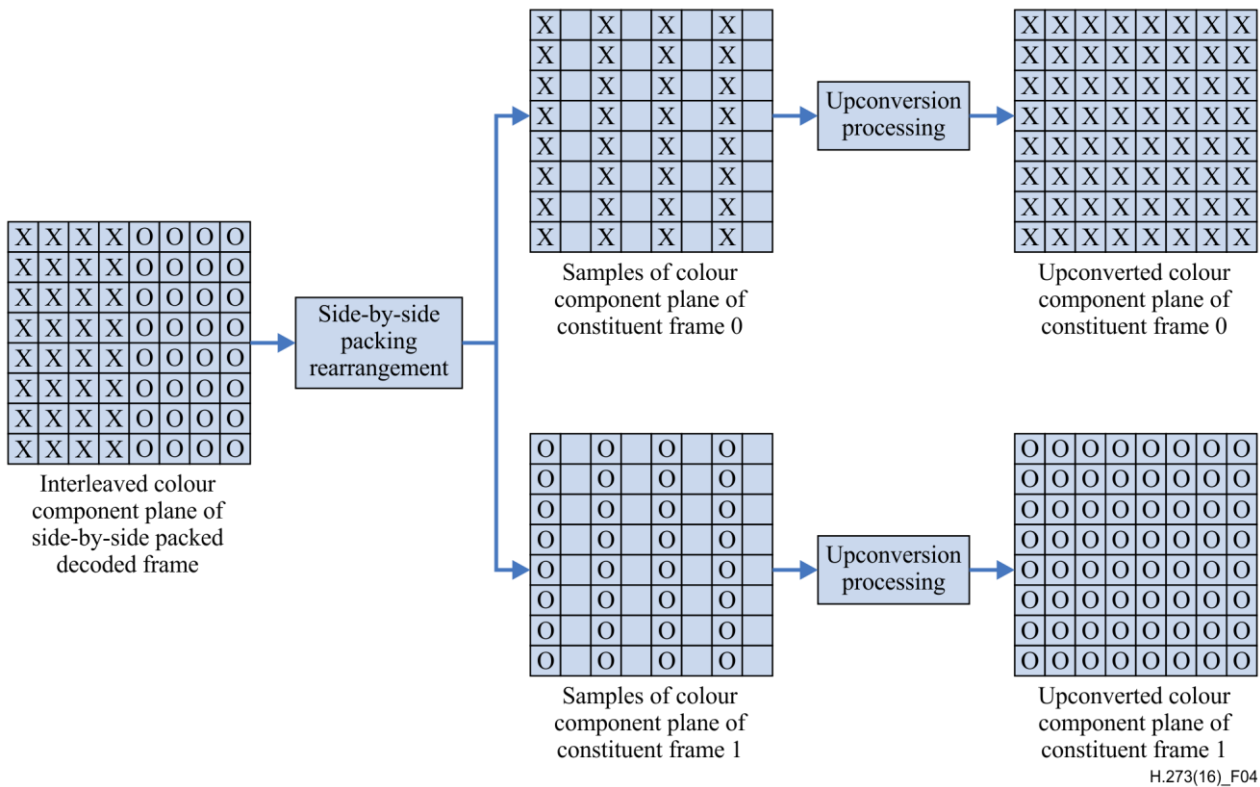 X X X X O O O O
X X X X O O O O
X X X X O O O O
X X X X O O O O
X X X X O O O O
X X X X O O O O
X X X X O O O O
X X X X O O O O
Interleaved colour
component plane of
side-by-side packed
decoded frame
Side-by-side
packing
rearrangement
X X X X
X X X X
X X X X
X X X X
X X X X
X X X X
X X X X
X X X X
Samples of colour
component plane of
constituent frame 0
Upconversion
processing
X X X X X X X X
X X X X X X X X
X X X X X X X X
X X X X X X X X
X X X X X X X X
X X X X X X X X
X X X X X X X X
X X X X X X X X
Upconverted colour
component plane of
constituent frame 0
O O O O
O O O O
O O O O
O O O O
O O O O
O O O O
O O O O
O O O O
Samples of colour
component plane of
constituent frame 1
Upconversion
processing
O O O O O O O O
O O O O O O O O
O O O O O O O O
O O O O O O O O
O O O O O O O O
O O O O O O O O
O O O O O O O O
O O O O O O O O
Upconverted colour
component plane of
constituent frame 1
H.273(16)_F04